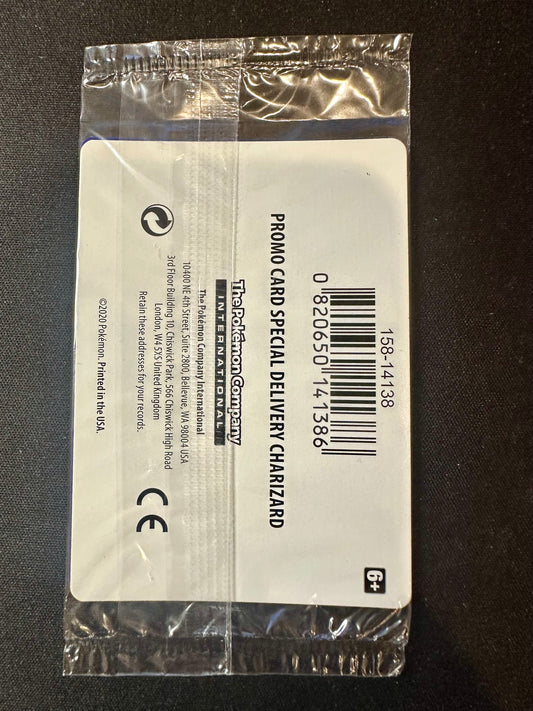 158-14138
0 820650 141386
6+
PROMO CARD SPECIAL DELIVERY CHARIZARD
The Pokémon Company
INTERNATIONAL
The Pokémon Company International
10400 NE 4th Street, Suite 2800, Bellevue, WA 98004 USA
3rd Floor Building 10, Chiswick Park, 566 Chiswick High Road
London, W4 5XS United Kingdom
Retain these addresses for your records.
CE
©2020 Pokémon. Printed in the USA.